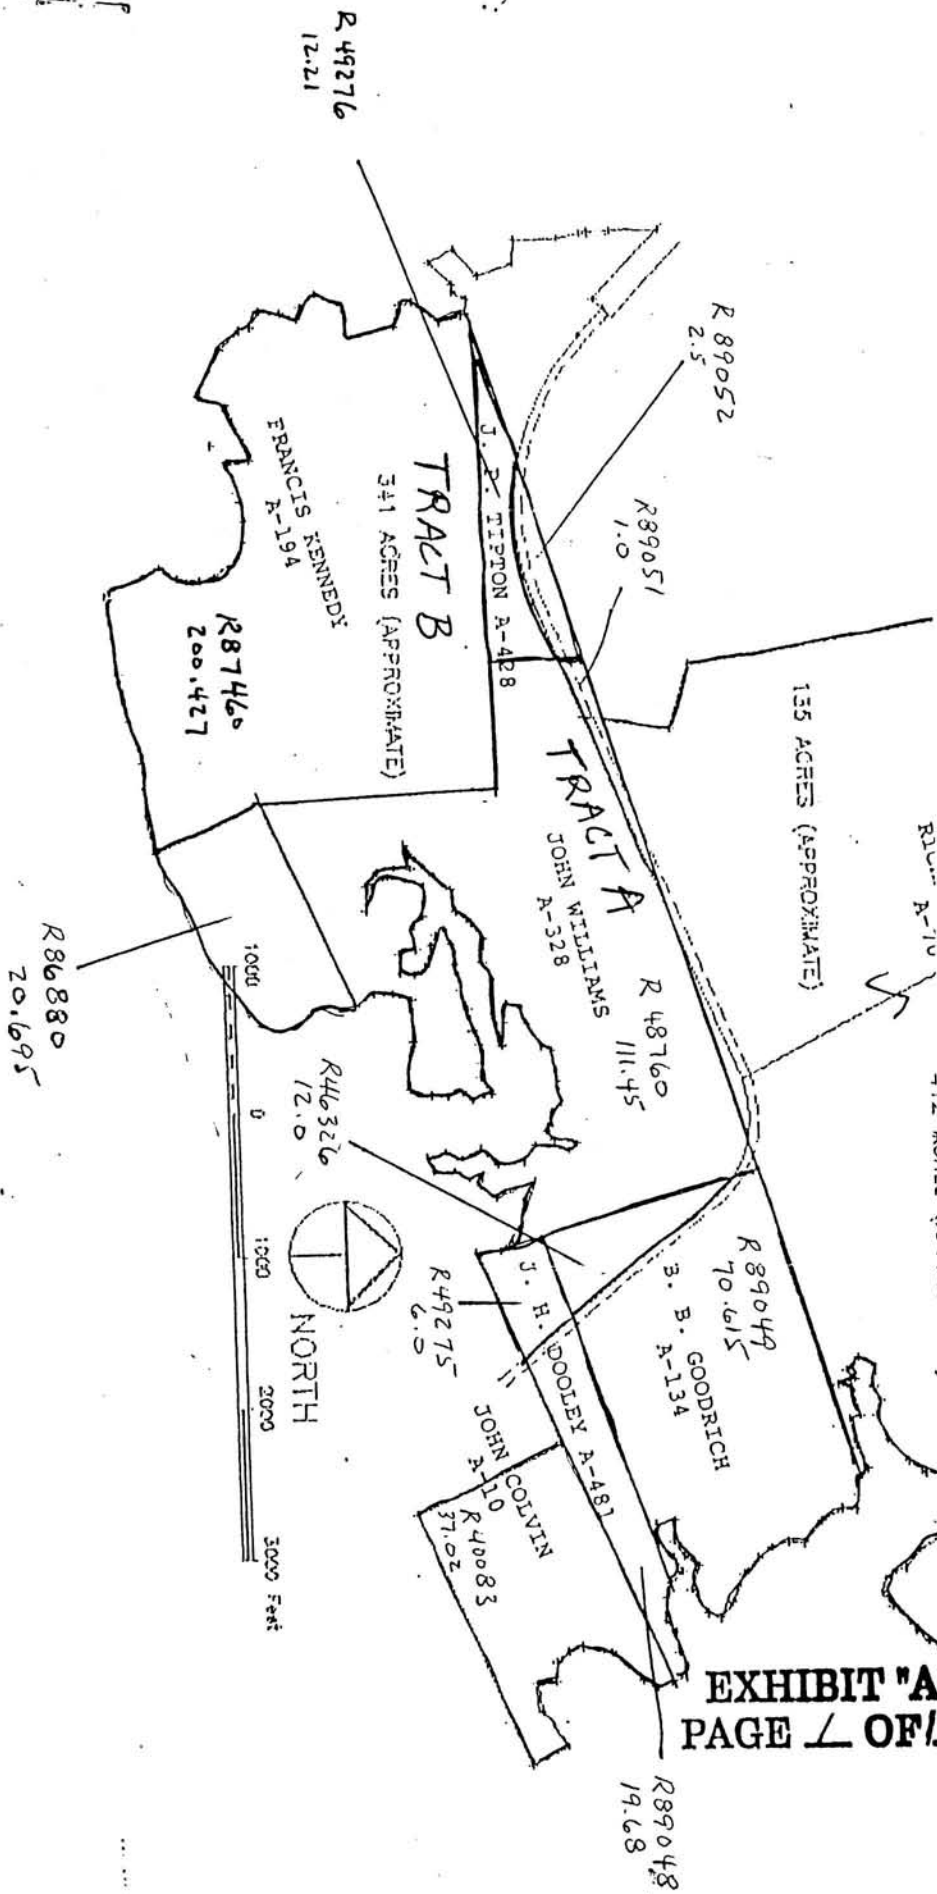 R 49276
12.21
R 89052
2.5
R89051
1.0
135 ACRES (APPROXIMATE)
A-70
J. P. TIPTON A-428
TRACT B
341 ACRES (APPROXIMATE)
FRANCIS KENNEDY
A-194
R87460
200.427
TRACT A
JOHN WILLIAMS
A-328
R 48760
111.45
R86880
20.695
R46326
12.0
R89049
70.615
B. B. GOODRICH
A-134
J. H. DOOLEY A-481
R49275
6.0
JOHN COLVIN
A-10
R40083
37.02
NORTH
1000
0
1000
2000
3000 Feet
EXHIBIT "A
PAGE 1 OF
R89048
19.68